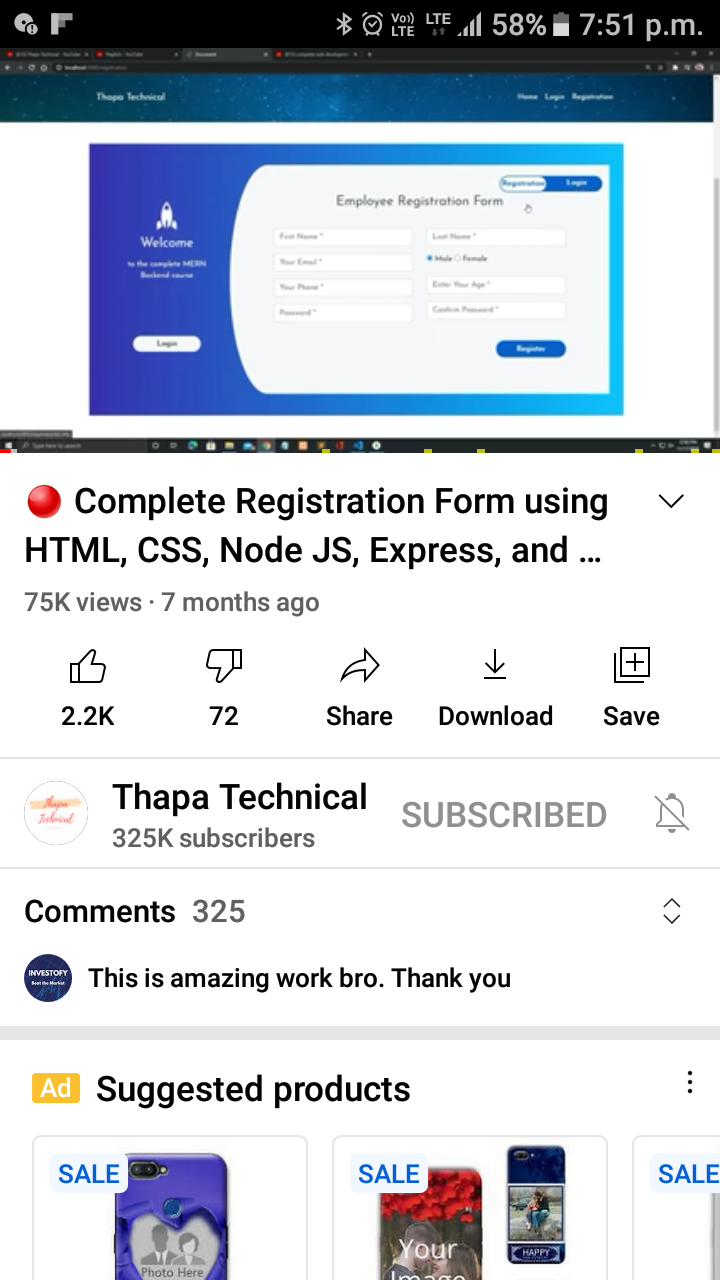 Vo)) LTE LTE 58% 7:51 p.m.
Thapa Technical
Home Login Registration
Registration Login
Employee Registration Form
Welcome
to the complete MERN
Backend course
Login
First Name * Last Name *
Your Email * Male Female
Your Phone * Enter Your Age *
Password * Confirm Password *
Register
Complete Registration Form using
HTML, CSS, Node JS, Express, and ...
75K views · 7 months ago
2.2K 72 Share Download Save
Thapa Technical
325K subscribers
SUBSCRIBED
Comments 325
INVESTOFY
Beat the Market
This is amazing work bro. Thank you
Ad Suggested products
SALE SALE SALE
Photo Here
Your
Image
HAPPY